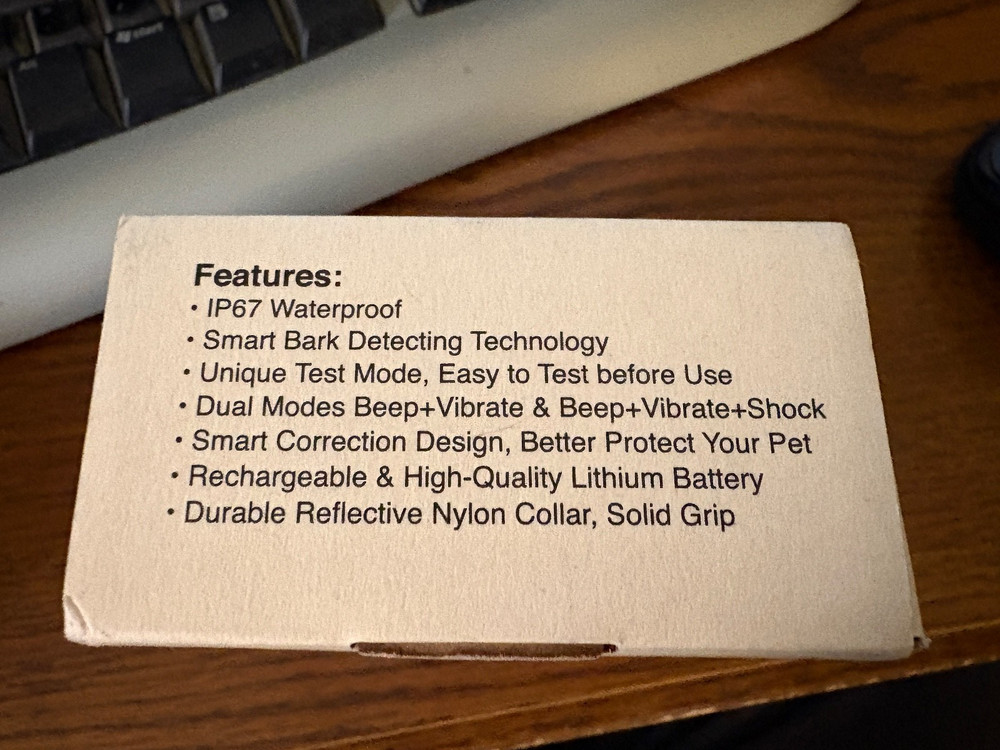 start
Features:
• IP67 Waterproof
• Smart Bark Detecting Technology
• Unique Test Mode, Easy to Test before Use
• Dual Modes Beep+Vibrate & Beep+Vibrate+Shock
• Smart Correction Design, Better Protect Your Pet
• Rechargeable & High-Quality Lithium Battery
• Durable Reflective Nylon Collar, Solid Grip